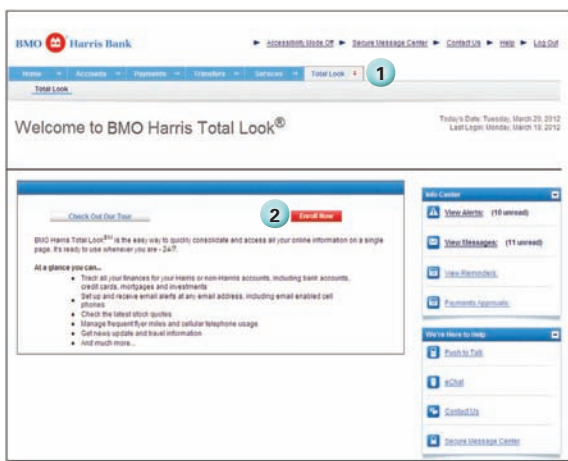 BMO Harris Bank
Accessibility Mode Off Secure Message Center Contact Us Help Log Out
Home Accounts Payments Transfers Services Total Look 1
Total Look
Welcome to BMO Harris Total Look®
Today's Date: Tuesday, March 20, 2012
Last Login: Monday, March 19, 2012
Check Out Our Tour
2 Enroll Now
BMO Harris Total Look℠ is the easy way to quickly consolidate and access all your online information on a single
page. It's ready to use whenever you are - 24/7.
At a glance you can...
Track all your finances for your Harris or non-Harris accounts, including bank accounts,
credit cards, mortgages and investments
Set up and receive email alerts at any email address, including email enabled cell
phones
Check the latest stock quotes
Manage frequent flyer miles and cellular telephone usage
Get news update and travel information
And much more...
Info Center
View Alerts: (10 unread)
View Messages: (11 unread)
View Reminders:
Payments Approvals:
We're Here to Help
Push to Talk
eChat
Contact Us
Secure Message Center